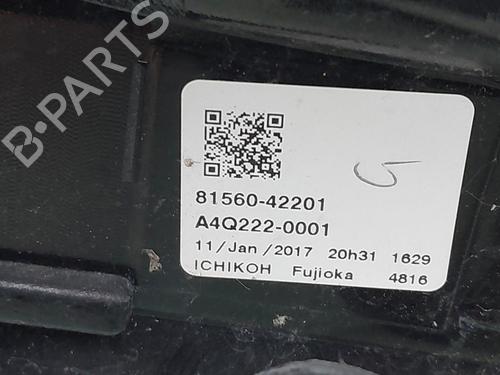 B-PARTS
81560-42201
A4Q222-0001
11/Jan/2017 20h31 1629
ICHIKOH Fujioka 4816